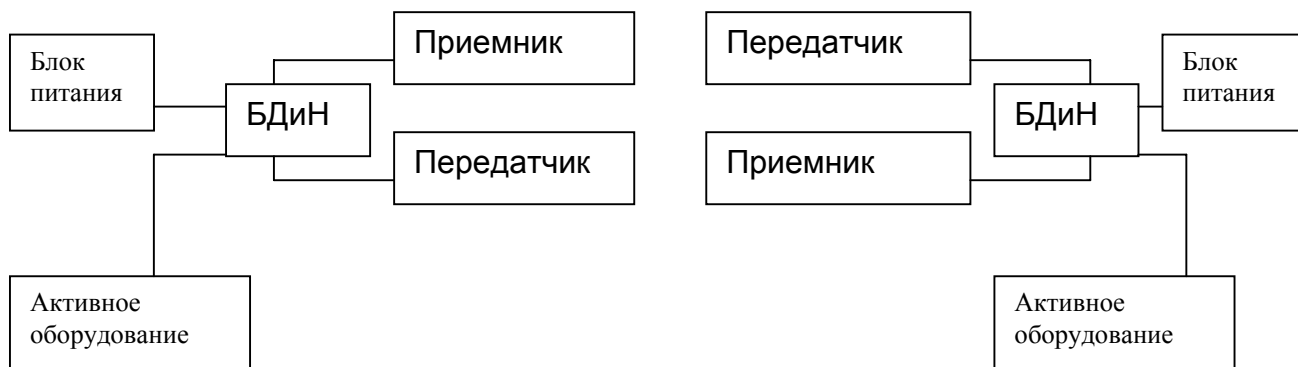 Приемник
Передатчик
Блок
питания
Блок
питания
БДиН
БДиН
Передатчик
Приемник
Активное
оборудование
Активное
оборудование